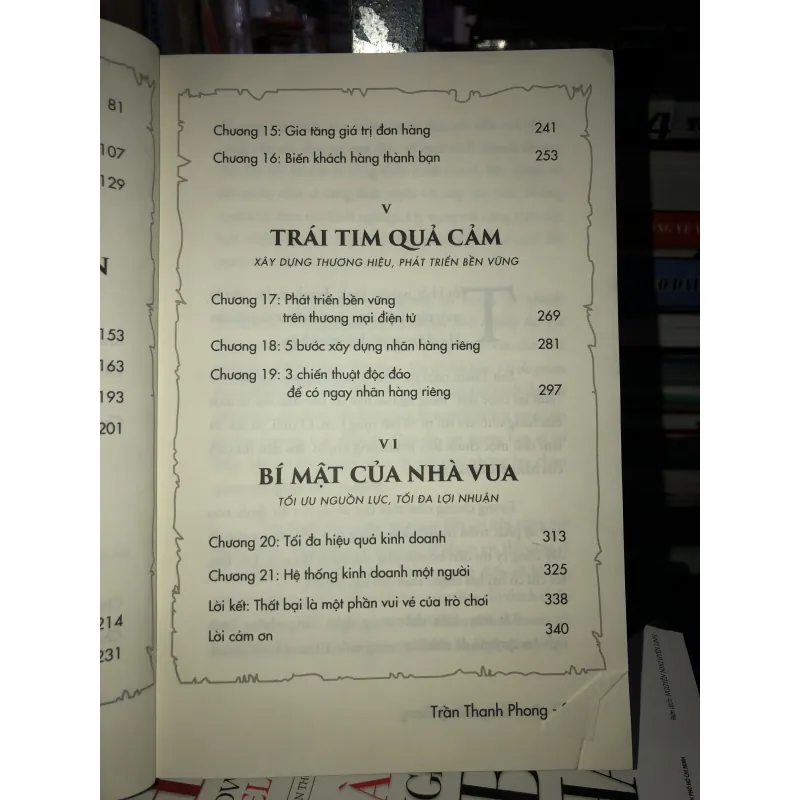 81
107
129
N
153
163
193
201
214
231
Chương 15: Gia tăng giá trị đơn hàng 241
Chương 16: Biến khách hàng thành bạn 253
V
TRÁI TIM QUẢ CẢM
XÂY DỰNG THƯƠNG HIỆU, PHÁT TRIỂN BỀN VỮNG
Chương 17: Phát triển bền vững
trên thương mại điện tử 269
Chương 18: 5 bước xây dựng nhãn hàng riêng 281
Chương 19: 3 chiến thuật độc đáo
để có ngay nhãn hàng riêng 297
VI
BÍ MẬT CỦA NHÀ VUA
TỐI ƯU NGUỒN LỰC, TỐI ĐA LỢI NHUẬN
Chương 20: Tối đa hiệu quả kinh doanh 313
Chương 21: Hệ thống kinh doanh một người 325
Lời kết: Thất bại là một phần vui vẻ của trò chơi 338
Lời cảm ơn 340
Trần Thanh Phong -